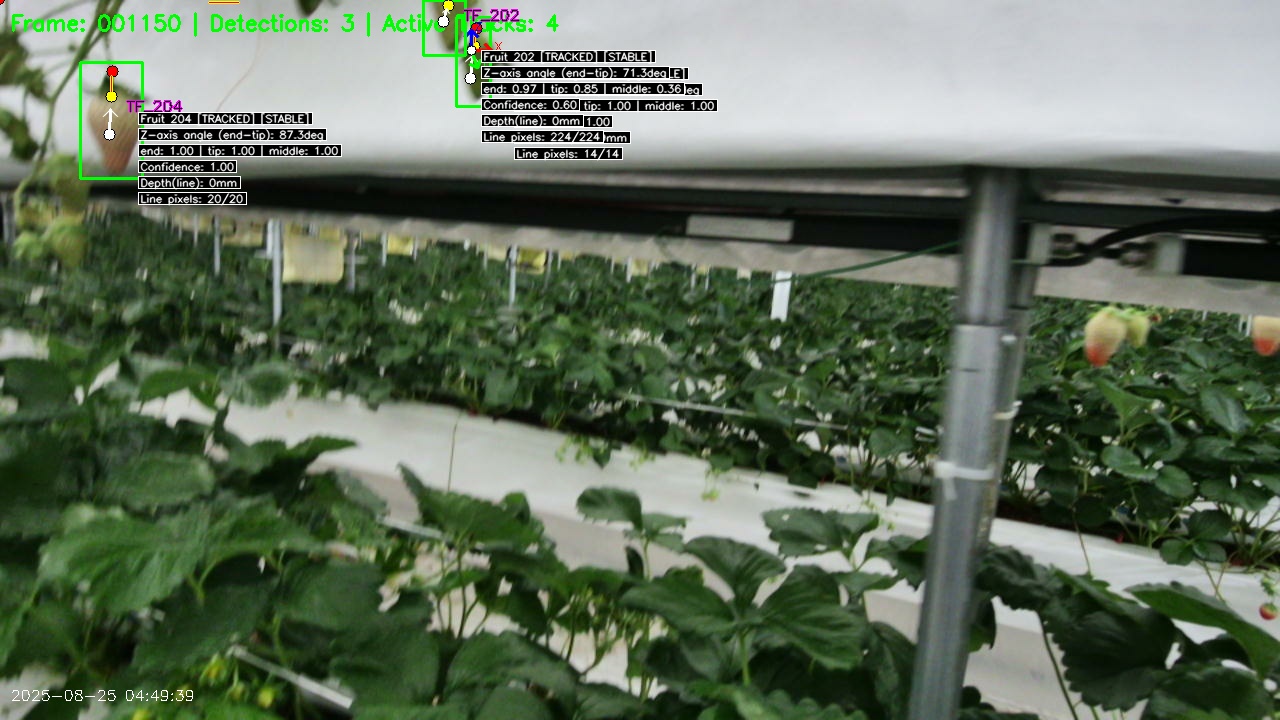 Frame: 001150 | Detections: 3 | Active Tracks: 4
TF_202
Fruit 202 [TRACKED] [STABLE]
Z-axis angle (end-tip): 71.3deg
end: 0.97 | tip: 0.85 | middle: 0.36
Confidence: 0.60
tip: 1.00 | middle: 1.00
Depth(line): 0mm
1.00
Line pixels: 224/224
mm
Line pixels: 14/14
TF_204
Fruit 204 [TRACKED] [STABLE]
Z-axis angle (end-tip): 87.3deg
end: 1.00 | tip: 1.00 | middle: 1.00
Confidence: 1.00
Depth(line): 0mm
Line pixels: 20/20
2025-08-25 04:49:39